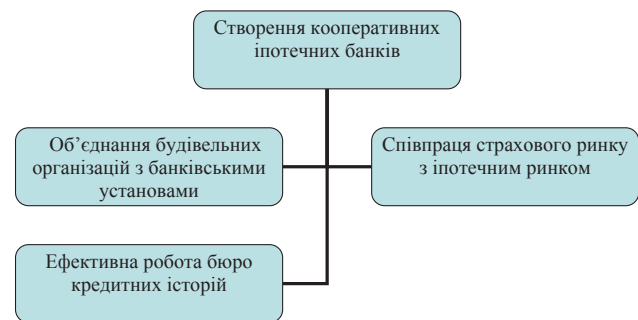 Створення кооперативних
іпотечних банків
Об’єднання будівельних
організацій з банківськими
установами
Співпраця страхового ринку
з іпотечним ринком
Ефективна робота бюро
кредитних історій